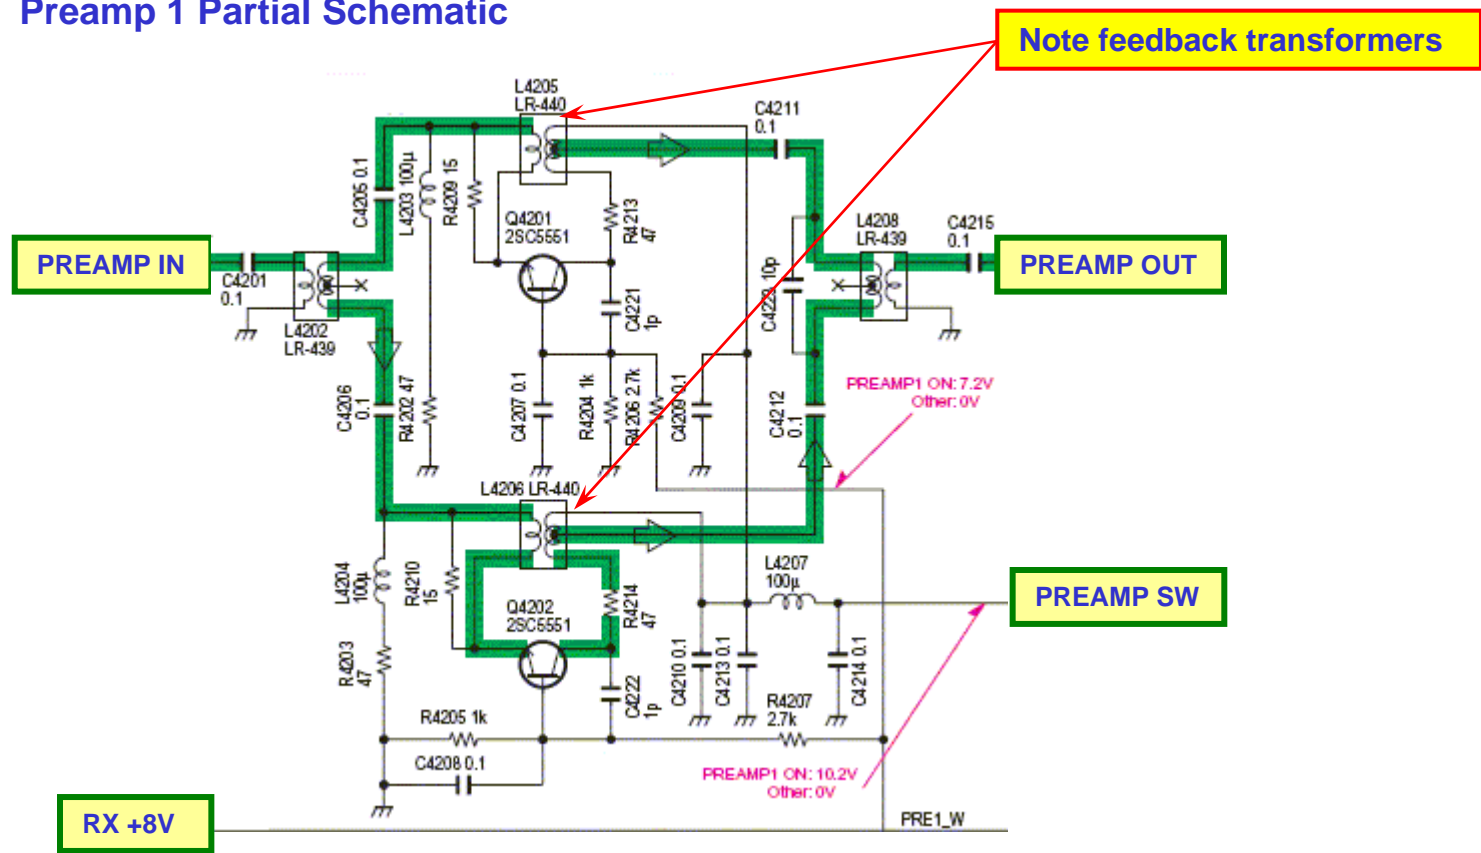 Preamp 1 Partial Schematic
Note feedback transformers
L4205
LR-440
C4211
0.1
C4205 0.1
L4203 100μ
R4209 15
Q4201
2SC5551
R4213
47
L4208
LR-439
C4215
0.1
PREAMP IN
PREAMP OUT
C4201
0.1
C4229 10p
L4202
LR-439
C4221
1p
C4206
0.1
R4202 47
C4207 0.1
R4204 1k
R4206 2.7k
C4209 0.1
C4212
0.1
PREAMP1 ON: 7.2V
Other: 0V
L4206 LR-440
L4204
100μ
R4210
15
Q4202
2SC5551
R4214
47
L4207
100μ
PREAMP SW
R4203
47
C4222
1p
C4210 0.1
C4213 0.1
C4214 0.1
R4205 1k
R4207
2.7k
C4208 0.1
PREAMP1 ON: 10.2V
Other: 0V
RX +8V
PRE1_W